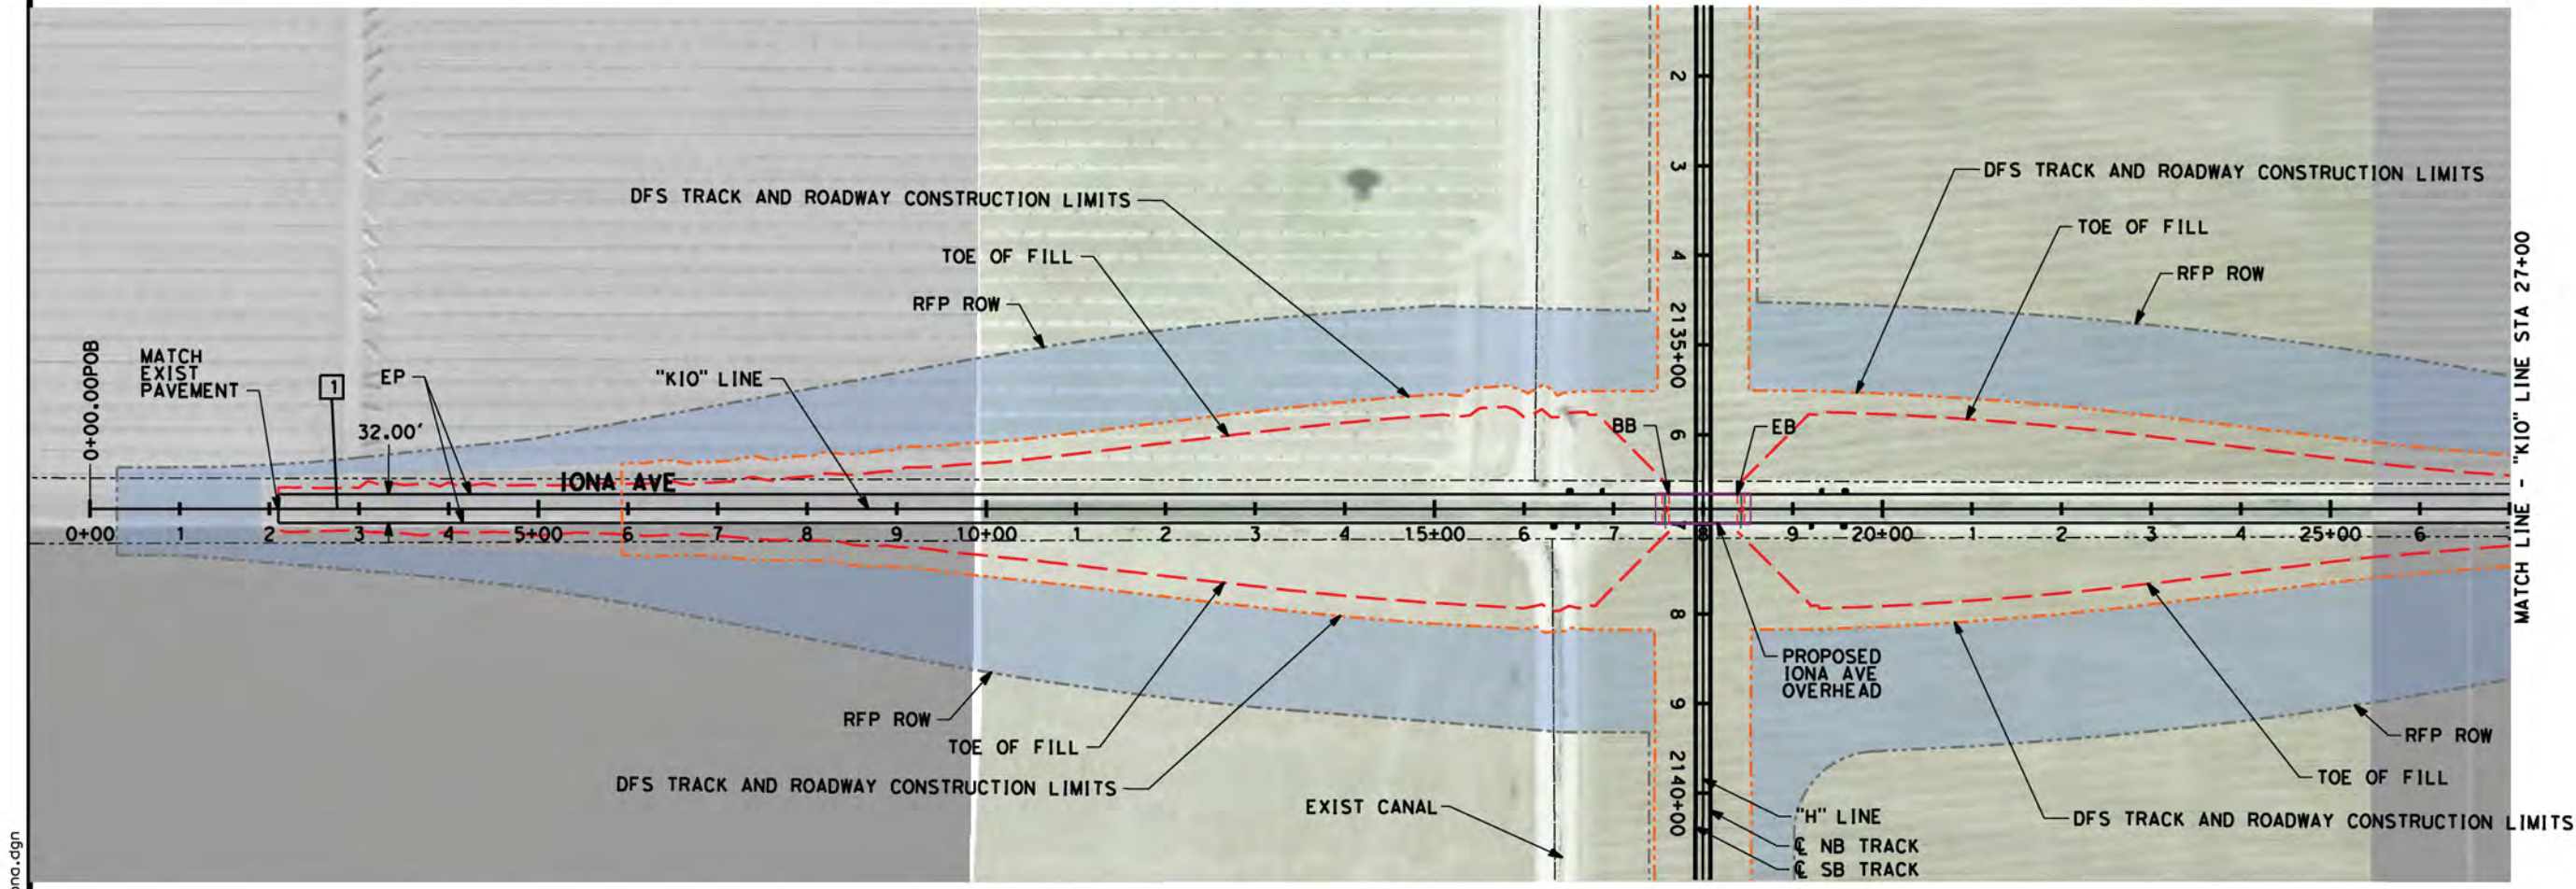 DFS TRACK AND ROADWAY CONSTRUCTION LIMITS
TOE OF FILL
RFP ROW
MATCH
EXIST
PAVEMENT
1
EP
"KIO" LINE
32.00'
0+00.00POB
IONA AVE
2
3
4
2135+00
6
8
9
2140+00
BB
EB
DFS TRACK AND ROADWAY CONSTRUCTION LIMITS
TOE OF FILL
RFP ROW
MATCH LINE - "KIO" LINE STA 27+00
0+00
1
2
3
4
5+00
6
7
8
9
10+00
1
2
3
4
15+00
6
7
8
9
20+00
1
2
3
4
25+00
6
RFP ROW
TOE OF FILL
DFS TRACK AND ROADWAY CONSTRUCTION LIMITS
EXIST CANAL
PROPOSED
IONA AVE
OVERHEAD
"H" LINE
℄ NB TRACK
℄ SB TRACK
RFP ROW
TOE OF FILL
DFS TRACK AND ROADWAY CONSTRUCTION LIMITS
ona.dgn